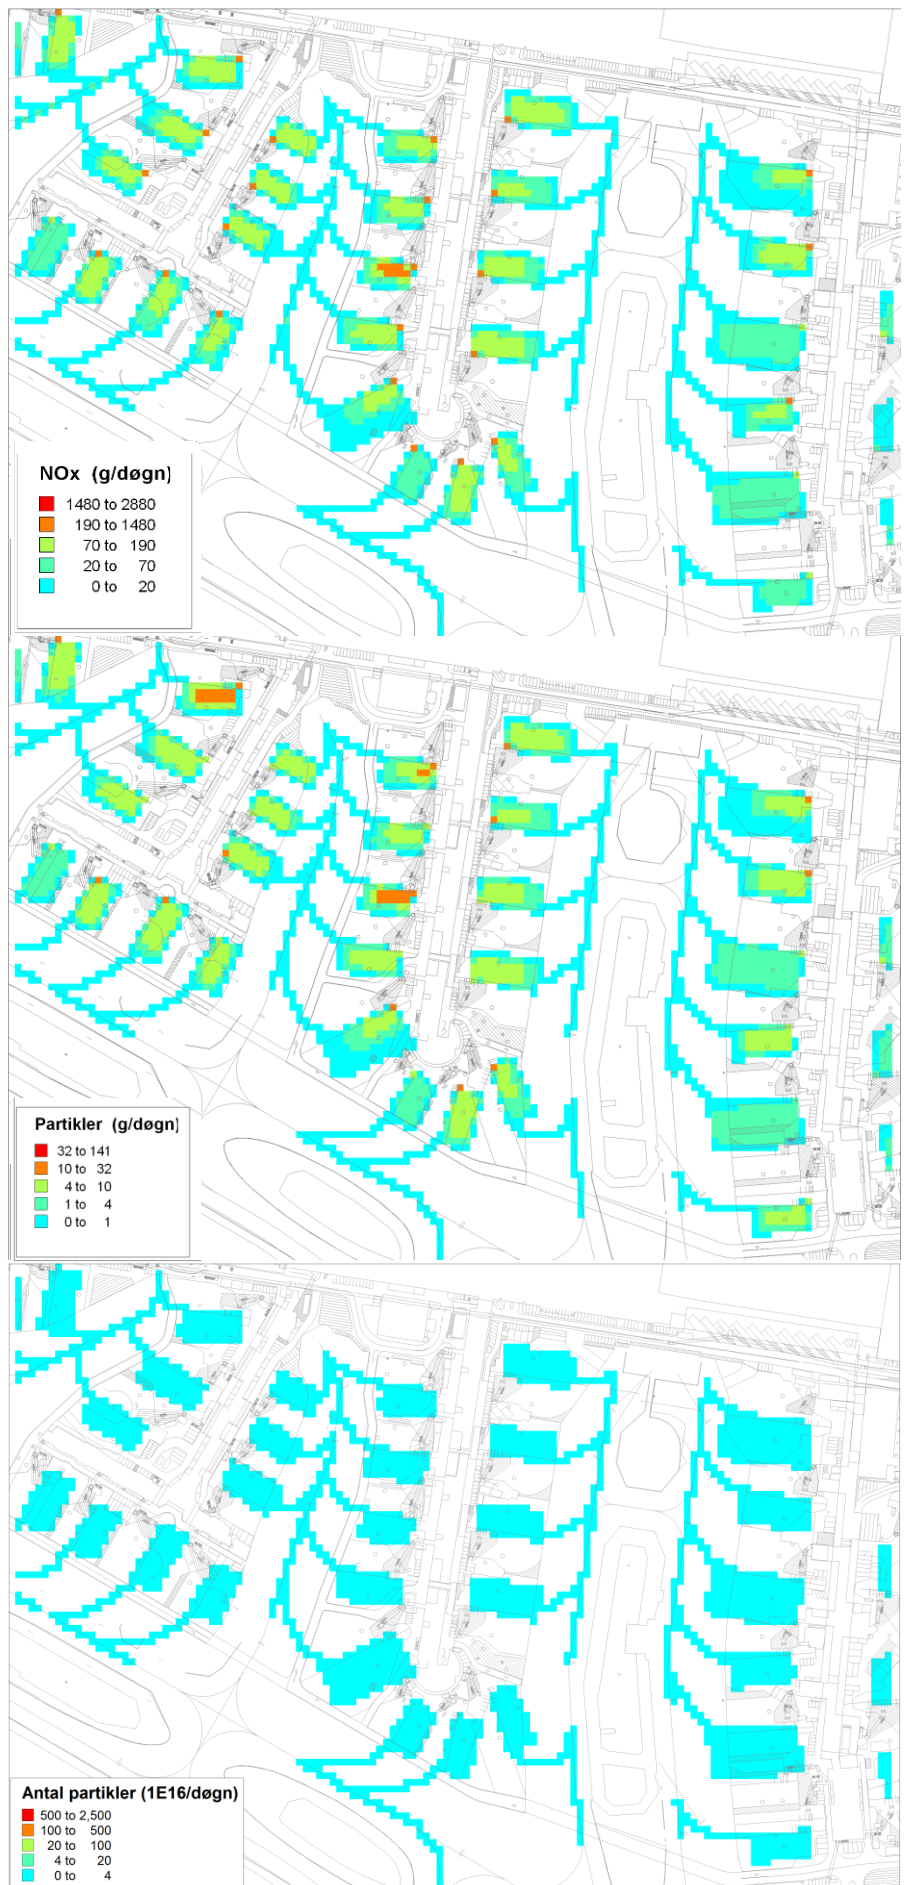 NOx (g/døgn)
1480 to 2880
190 to 1480
70 to 190
20 to 70
0 to 20
Partikler (g/døgn)
32 to 141
10 to 32
4 to 10
1 to 4
0 to 1
Antal partikler (1E16/døgn)
500 to 2,500
100 to 500
20 to 100
4 to 20
0 to 4